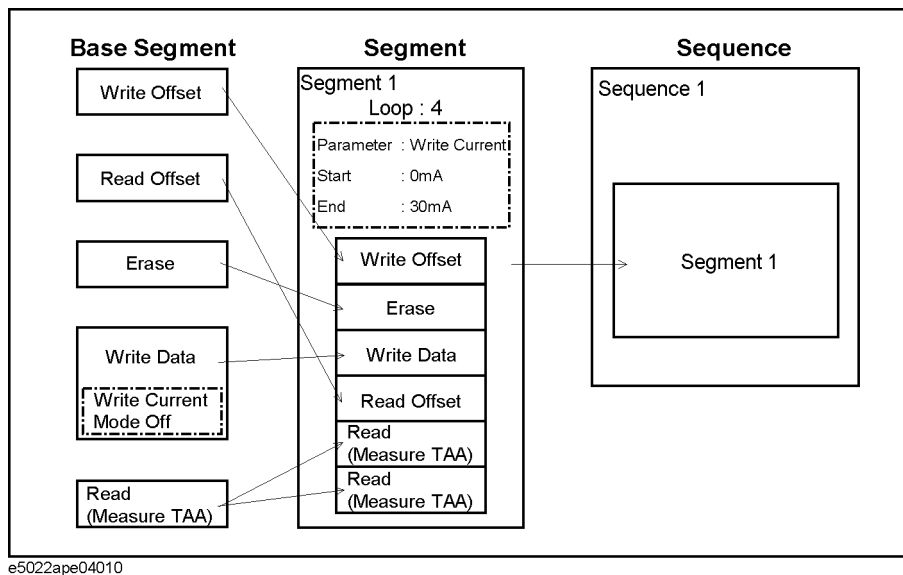 Base Segment
Segment
Sequence
Write Offset
Read Offset
Erase
Write Data
Write Current
Mode Off
Read
(Measure TAA)
Segment 1
Loop : 4
Parameter : Write Current
Start : 0mA
End : 30mA
Write Offset
Erase
Write Data
Read Offset
Read
(Measure TAA)
Read
(Measure TAA)
Sequence 1
Segment 1
e5022ape04010